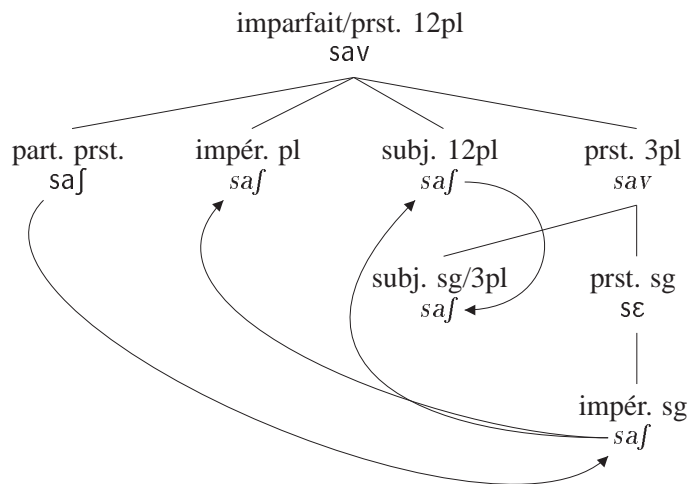 imparfait/prst. 12pl
sav
part. prst. impér. pl subj. 12pl prst. 3pl
saʃ saʃ saʃ sav
subj. sg/3pl prst. sg
saʃ sɛ
impér. sg
saʃ